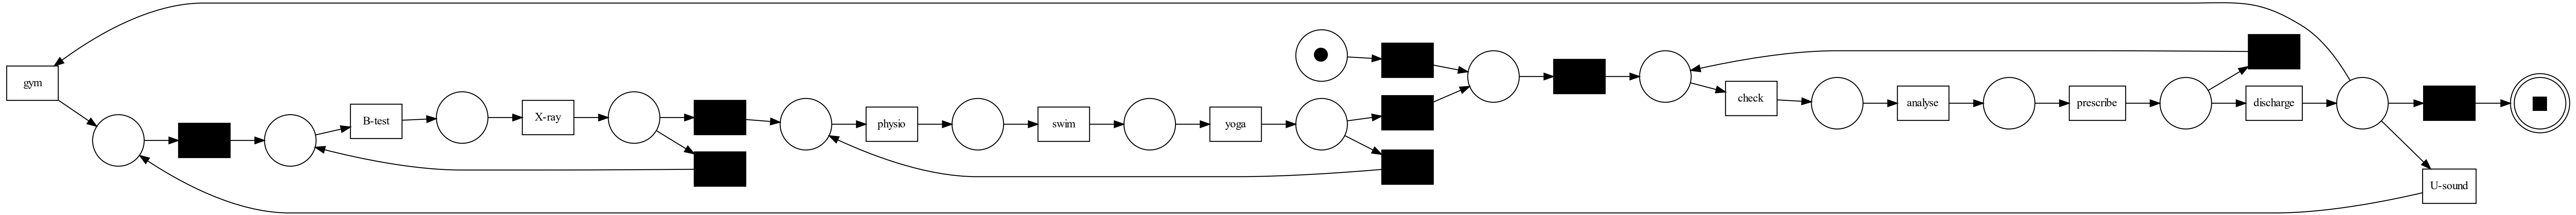 gym
B-test
X-ray
physio
swim
yoga
check
analyse
prescribe
discharge
U-sound